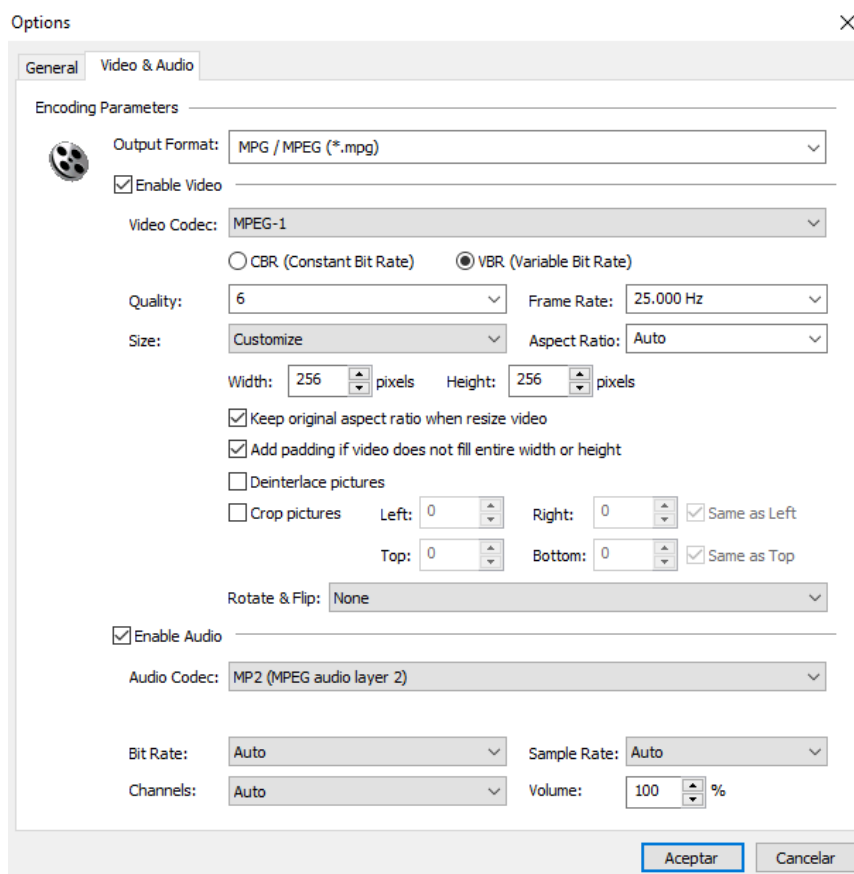 Options
General Video & Audio
Encoding Parameters
Output Format: MPG / MPEG (*.mpg)
Enable Video
Video Codec: MPEG-1
CBR (Constant Bit Rate) VBR (Variable Bit Rate)
Quality: 6 Frame Rate: 25.000 Hz
Size: Customize Aspect Ratio: Auto
Width: 256 pixels Height: 256 pixels
Keep original aspect ratio when resize video
Add padding if video does not fill entire width or height
Deinterlace pictures
Crop pictures Left: 0 Right: 0 Same as Left
Top: 0 Bottom: 0 Same as Top
Rotate & Flip: None
Enable Audio
Audio Codec: MP2 (MPEG audio layer 2)
Bit Rate: Auto Sample Rate: Auto
Channels: Auto Volume: 100 %
Aceptar Cancelar